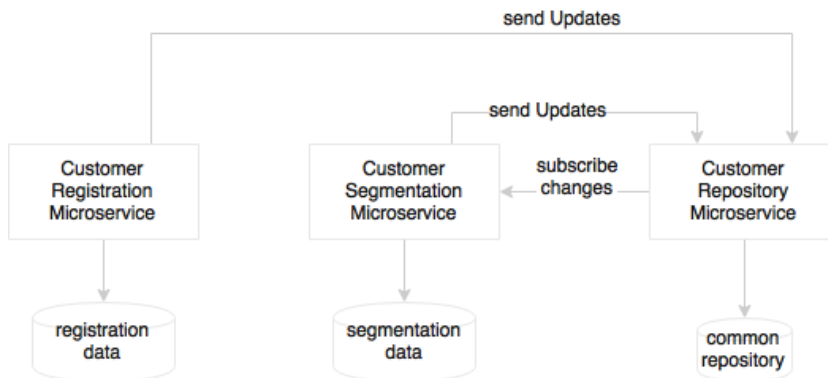 send Updates
send Updates
Customer
Registration
Microservice
Customer
Segmentation
Microservice
subscribe
changes
Customer
Repository
Microservice
registration
data
segmentation
data
common
repository